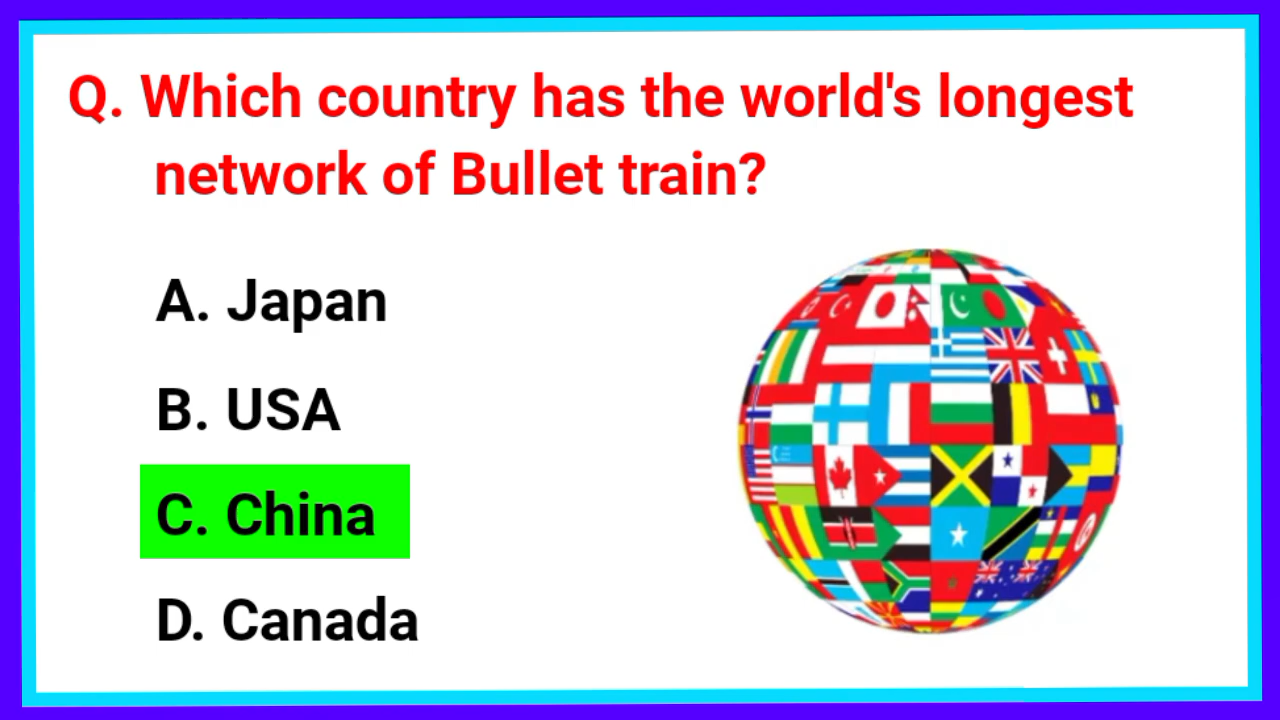 Q. Which country has the world's longest
network of Bullet train?
A. Japan
B. USA
C. China
D. Canada